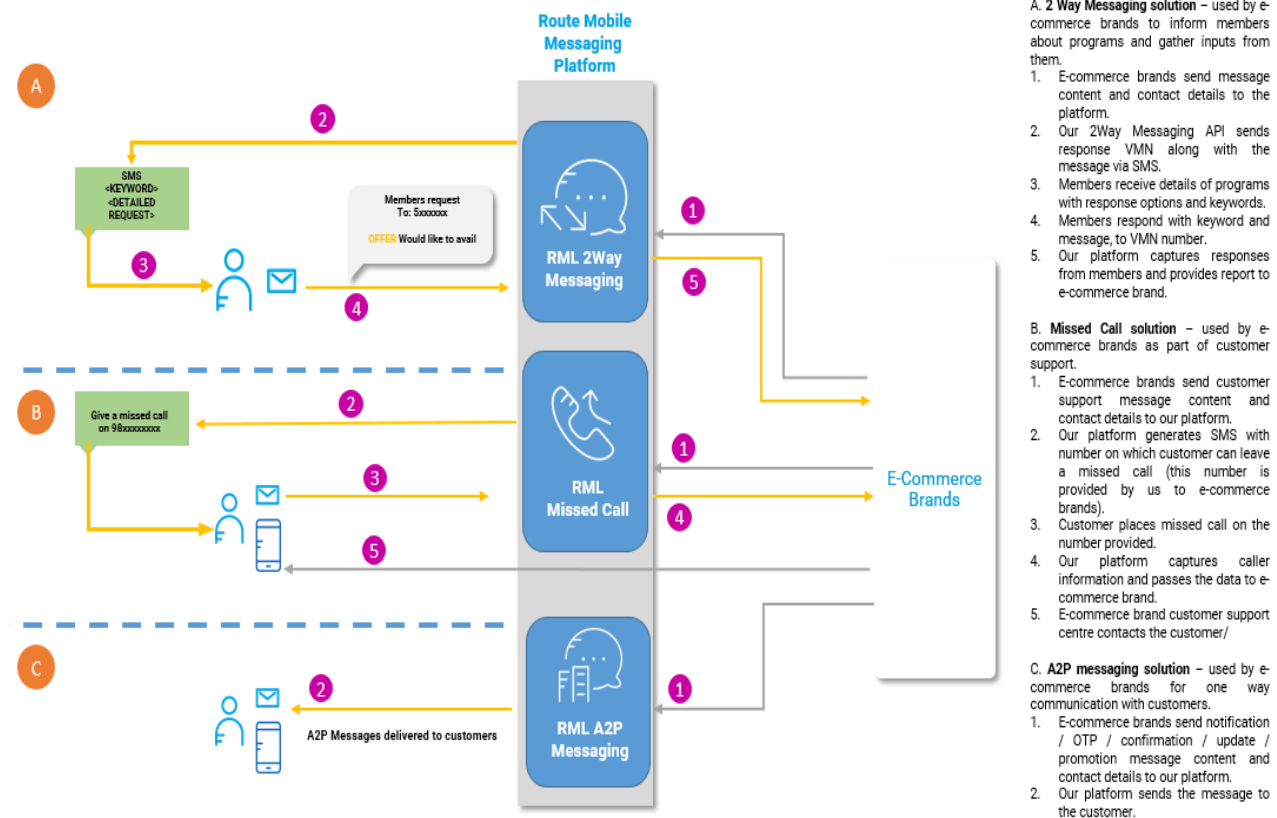 Route Mobile
Messaging
Platform
A
2
SMS
<KEYWORD>
<DETAILED
REQUEST>
3
Members request
To: 5xxxxxx
OFFER Would like to avail
4
RML 2Way
Messaging
1
5
B
Give a missed call
on 98xxxxxxxx
2
3
5
RML
Missed Call
1
4
E-Commerce
Brands
C
2
A2P Messages delivered to customers
RML A2P
Messaging
1
A. 2 Way Messaging solution – used by e-
commerce brands to inform members
about programs and gather inputs from
them.
1. E-commerce brands send message
content and contact details to the
platform.
2. Our 2Way Messaging API sends
response VMN along with the
message via SMS.
3. Members receive details of programs
with response options and keywords.
4. Members respond with keyword and
message, to VMN number.
5. Our platform captures responses
from members and provides report to
e-commerce brand.
B. Missed Call solution – used by e-
commerce brands as part of customer
support.
1. E-commerce brands send customer
support message content and
contact details to our platform.
2. Our platform generates SMS with
number on which customer can leave
a missed call (this number is
provided by us to e-commerce
brands).
3. Customer places missed call on the
number provided.
4. Our platform captures caller
information and passes the data to e-
commerce brand.
5. E-commerce brand customer support
centre contacts the customer/
C. A2P messaging solution – used by e-
commerce brands for one way
communication with customers.
1. E-commerce brands send notification
/ OTP / confirmation / update /
promotion message content and
contact details to our platform.
2. Our platform sends the message to
the customer.